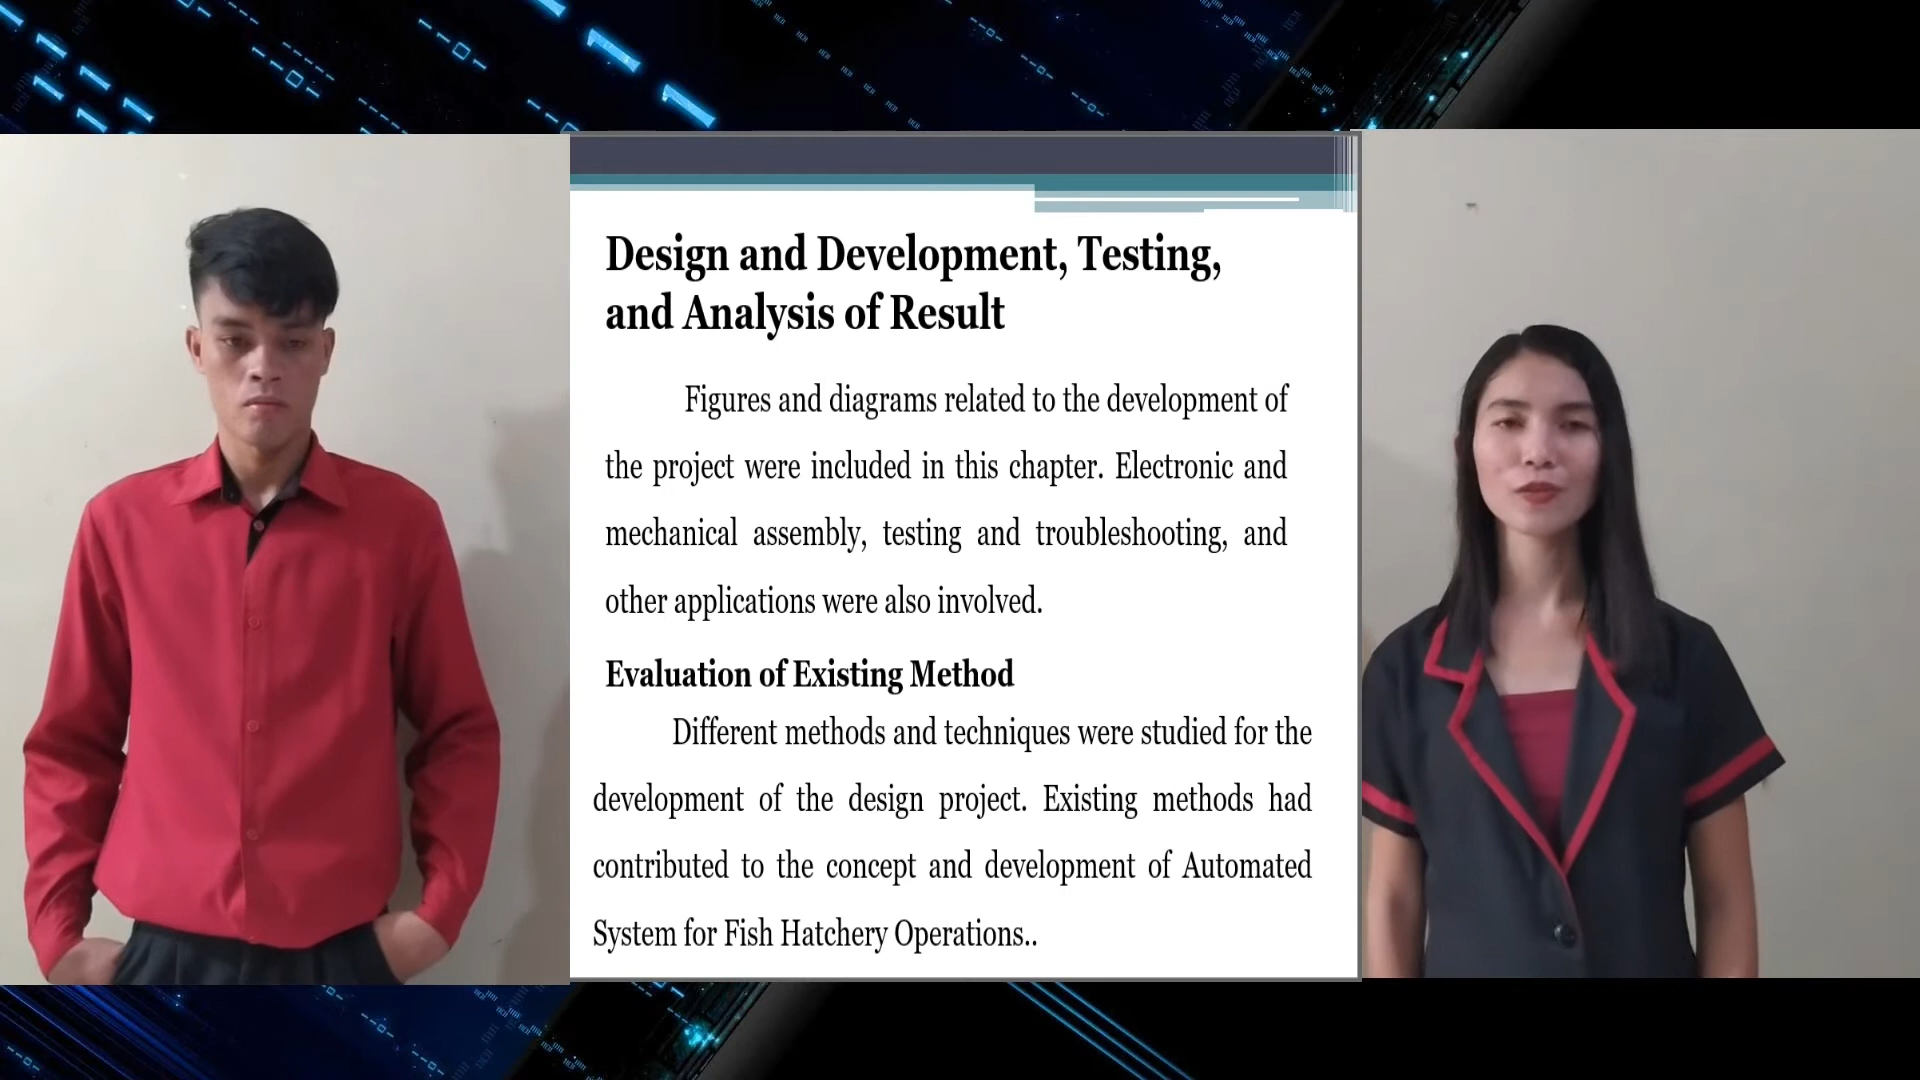 Design and Development, Testing,
and Analysis of Result
Figures and diagrams related to the development of
the project were included in this chapter. Electronic and
mechanical assembly, testing and troubleshooting, and
other applications were also involved.
Evaluation of Existing Method
Different methods and techniques were studied for the
development of the design project. Existing methods had
contributed to the concept and development of Automated
System for Fish Hatchery Operations..